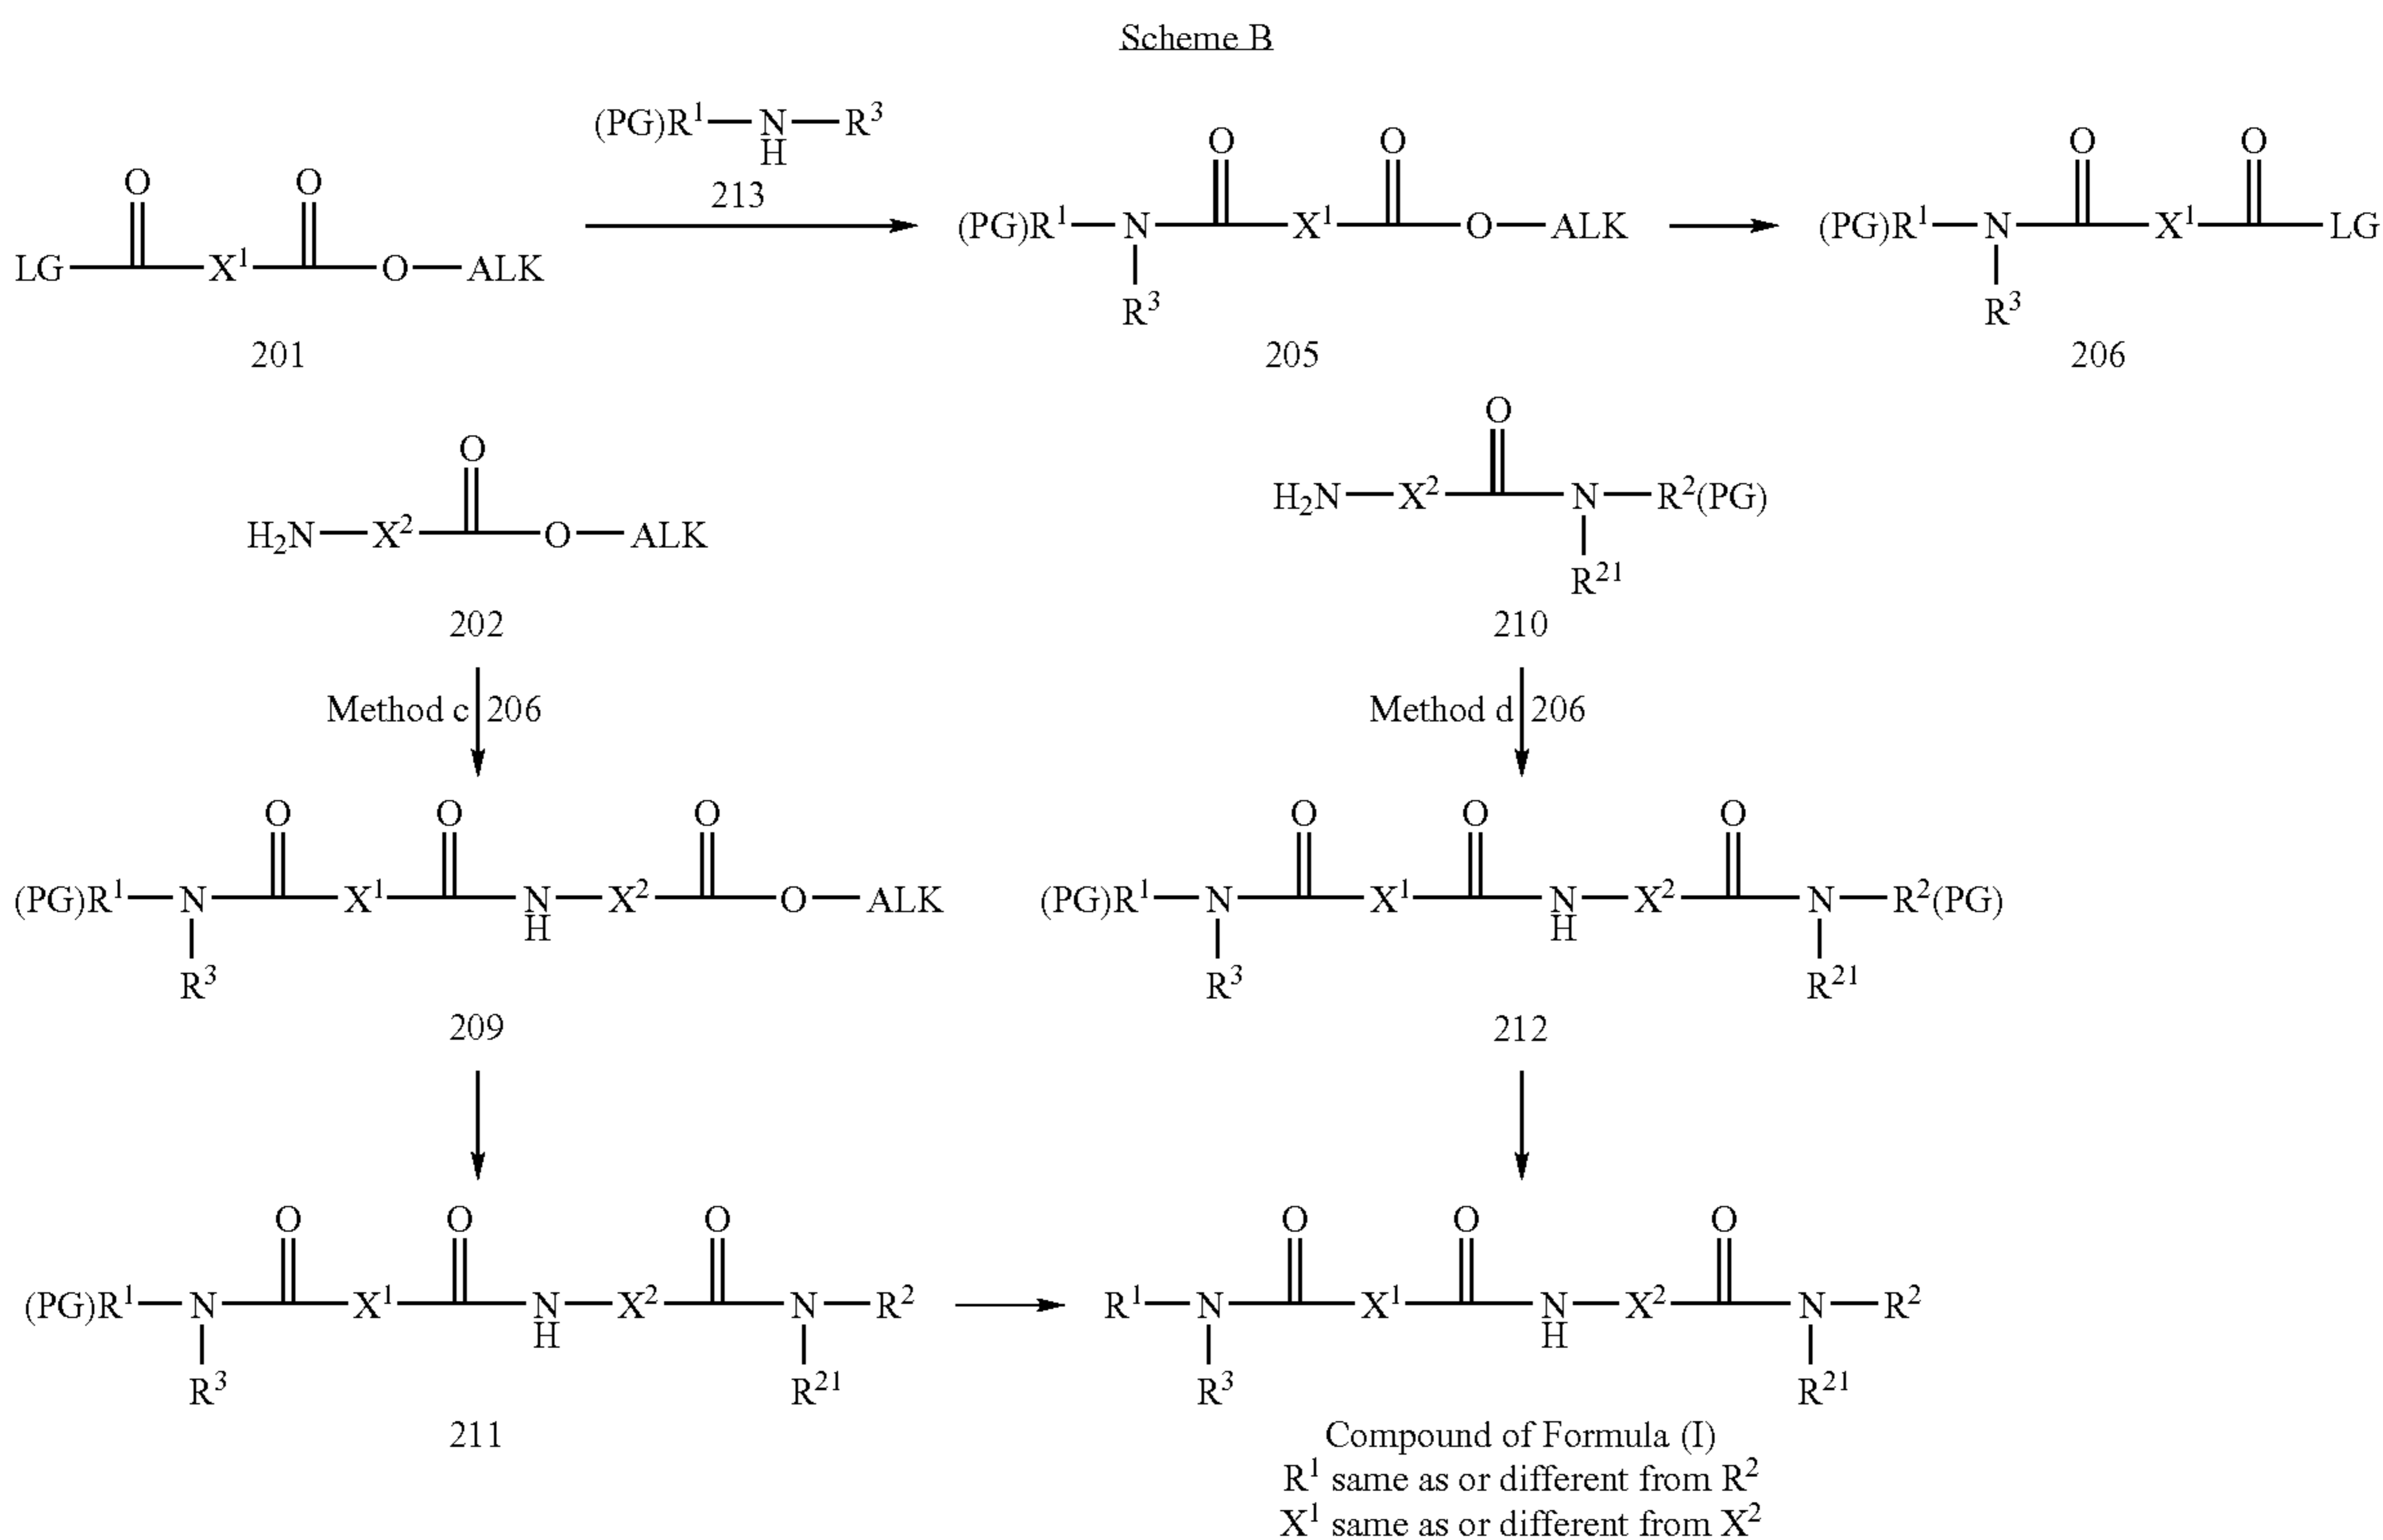 Scheme B
(PG)R¹—N—R³
H
213
LG O X¹ O O—ALK
201
(PG)R¹—N O X¹ O O—ALK
R³
205
(PG)R¹—N O X¹ O LG
R³
206
H₂N—X² O O—ALK
202
H₂N—X² O N—R²(PG)
R²¹
210
Method c 206
Method d 206
(PG)R¹—N O X¹ O N X² O O—ALK
H
R³
209
(PG)R¹—N O X¹ O N X² O N—R²(PG)
H
R³ R²¹
212
(PG)R¹—N O X¹ O N X² O N—R²
H
R³ R²¹
211
R¹—N O X¹ O N X² O N—R²
H
R³ R²¹
Compound of Formula (I)
R¹ same as or different from R²
X¹ same as or different from X²